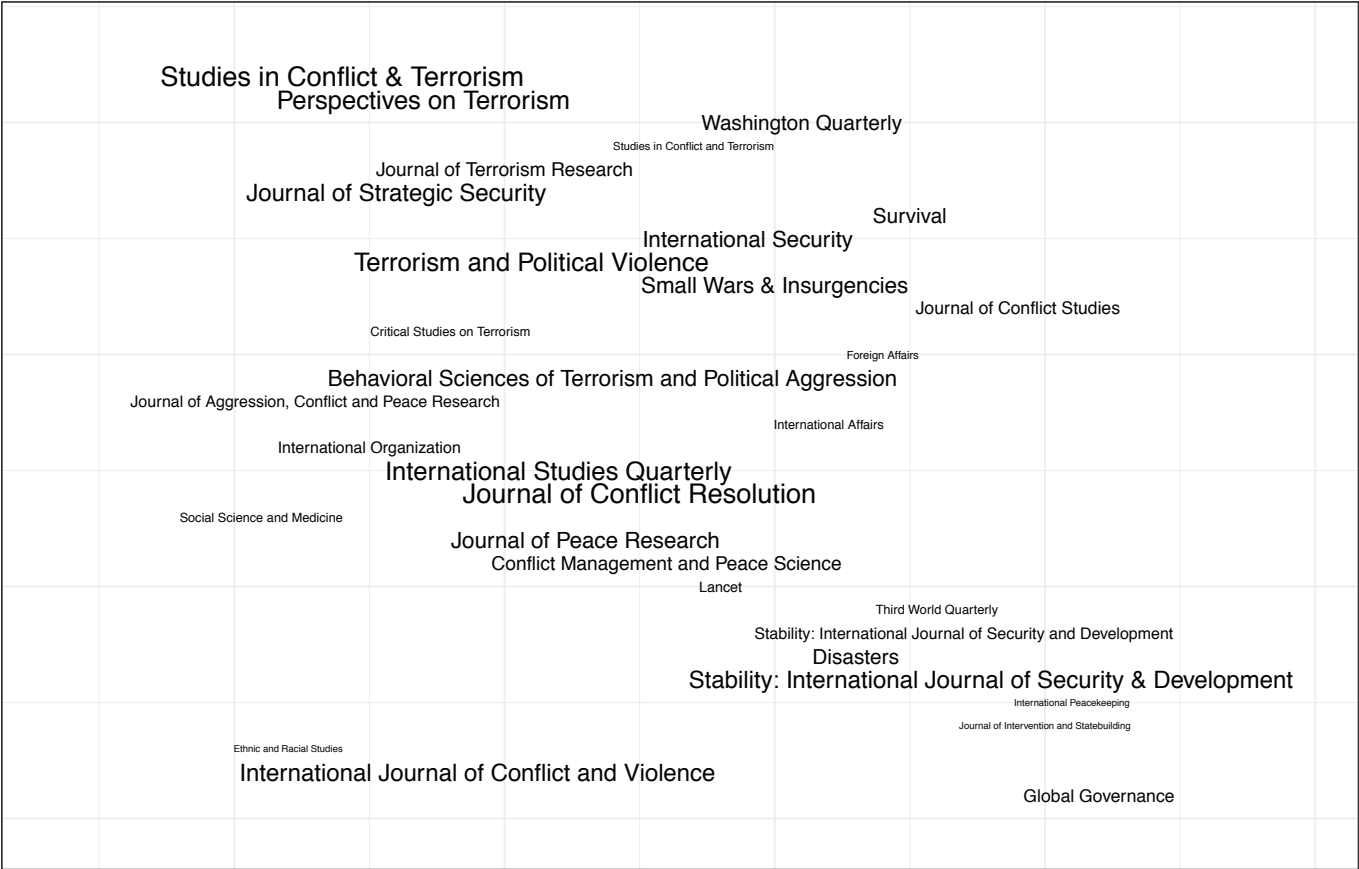 Studies in Conflict & Terrorism
Perspectives on Terrorism
Washington Quarterly
Studies in Conflict and Terrorism
Journal of Terrorism Research
Journal of Strategic Security
Survival
International Security
Terrorism and Political Violence
Small Wars & Insurgencies
Journal of Conflict Studies
Critical Studies on Terrorism
Foreign Affairs
Behavioral Sciences of Terrorism and Political Aggression
Journal of Aggression, Conflict and Peace Research
International Affairs
International Organization
International Studies Quarterly
Journal of Conflict Resolution
Social Science and Medicine
Journal of Peace Research
Conflict Management and Peace Science
Lancet
Third World Quarterly
Stability: International Journal of Security and Development
Disasters
Stability: International Journal of Security & Development
International Peacekeeping
Journal of Intervention and Statebuilding
Ethnic and Racial Studies
International Journal of Conflict and Violence
Global Governance